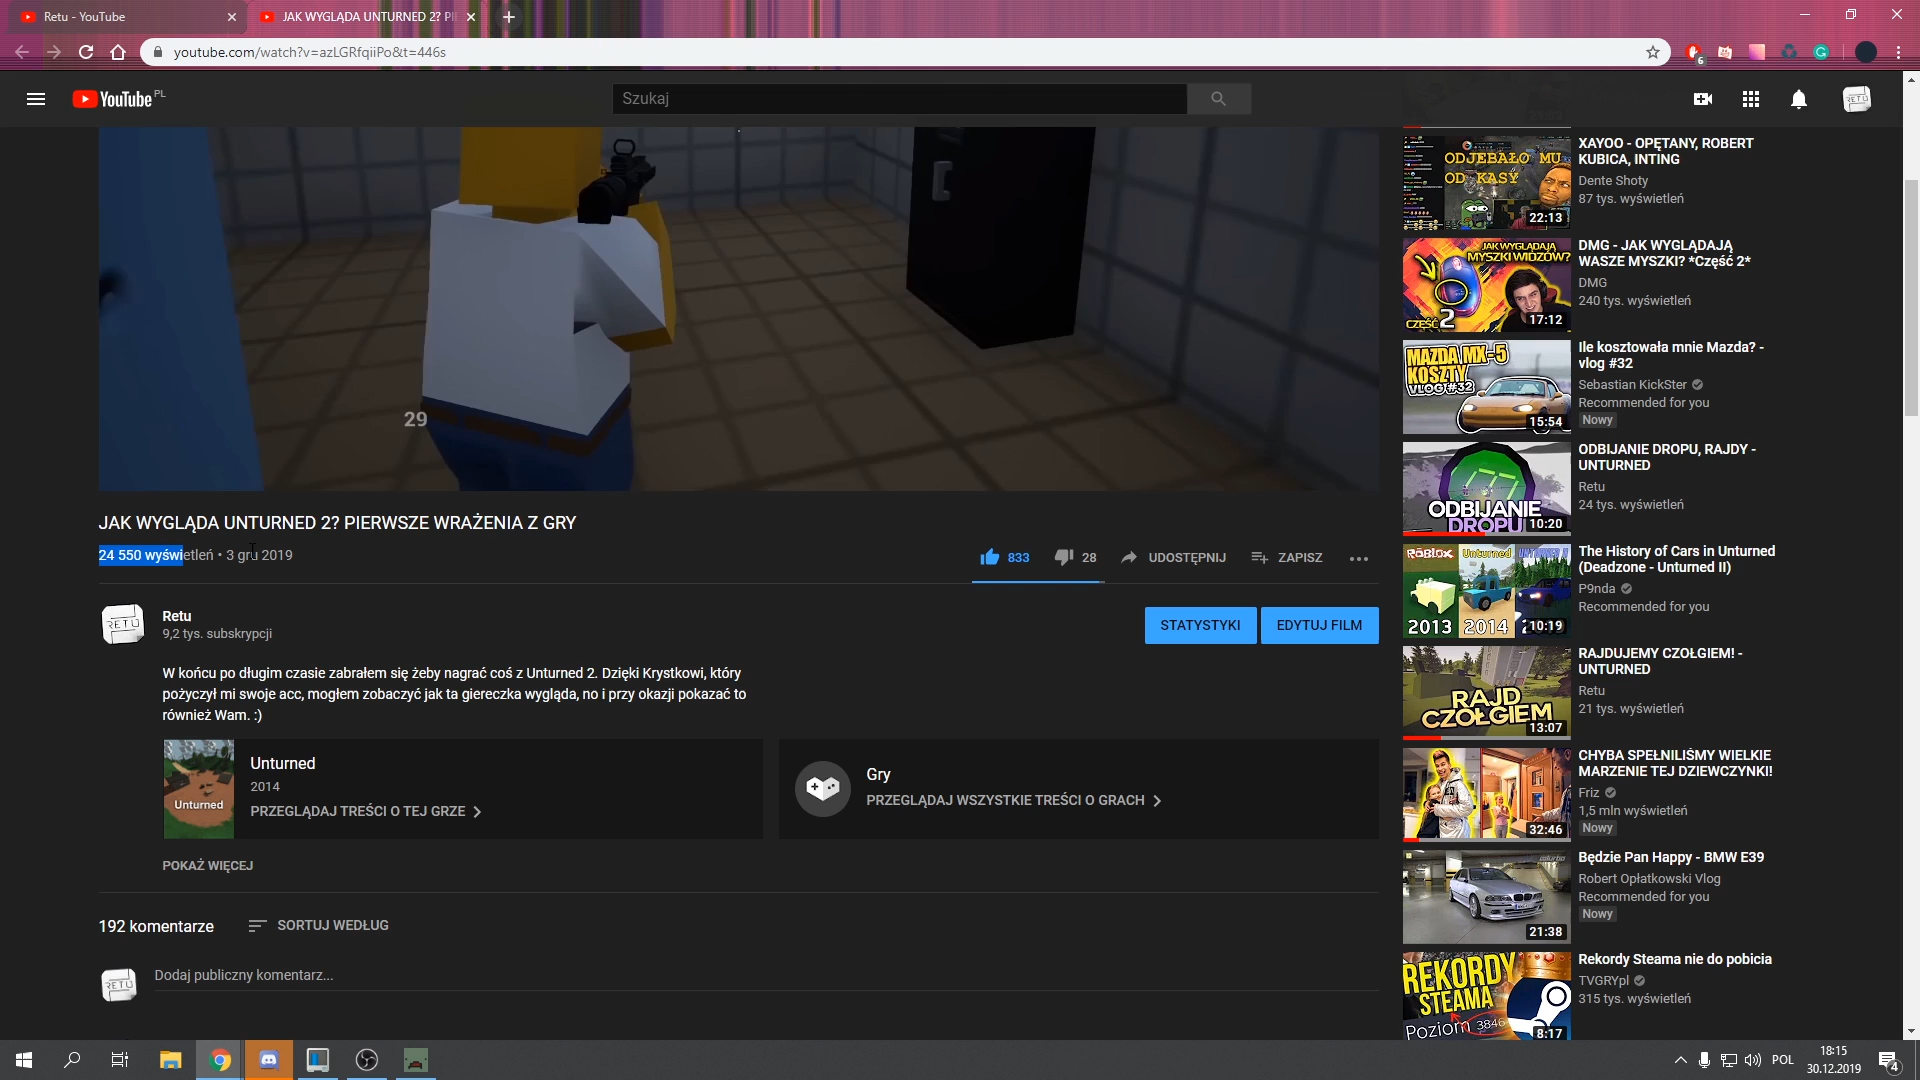 Retu - YouTube
JAK WYGLĄDA UNTURNED 2? PI
youtube.com/watch?v=azLGRfqiiPo&t=446s
6
YouTube PL
Szukaj
RETU
29
JAK WYGLĄDA UNTURNED 2? PIERWSZE WRAŻENIA Z GRY
24 550 wyświetleń • 3 gru 2019
833
28
UDOSTĘPNIJ
ZAPISZ
RETU
Retu
9,2 tys. subskrypcji
STATYSTYKI
EDYTUJ FILM
W końcu po długim czasie zabrałem się żeby nagrać coś z Unturned 2. Dzięki Krystkowi, który
pożyczył mi swoje acc, mogłem zobaczyć jak ta giereczka wygląda, no i przy okazji pokazać to
również Wam. :)
Unturned
Unturned
2014
PRZEGLĄDAJ TREŚCI O TEJ GRZE
Gry
PRZEGLĄDAJ WSZYSTKIE TREŚCI O GRACH
POKAŻ WIĘCEJ
192 komentarze
SORTUJ WEDŁUG
RETU
Dodaj publiczny komentarz...
ODJEBAŁO MU
OD KASY
22:13
XAYOO - OPĘTANY, ROBERT
KUBICA, INTING
Dente Shoty
87 tys. wyświetleń
JAK WYGLĄDAJĄ
MYSZKI WIDZÓW?
CZĘŚĆ 2
17:12
DMG - JAK WYGLĄDAJĄ
WASZE MYSZKI? *Część 2*
DMG
240 tys. wyświetleń
MAZDA MX-5
KOSZTY
VLOG #32
15:54
Ile kosztowała mnie Mazda? -
vlog #32
Sebastian KickSter
Recommended for you
Nowy
ODBIJANIE
DROPU
10:20
ODBIJANIE DROPU, RAJDY -
UNTURNED
Retu
24 tys. wyświetleń
ROBLOX
Unturned
2013
2014
10:19
The History of Cars in Unturned
(Deadzone - Unturned II)
P9nda
Recommended for you
RAJD
CZOŁGIEM
13:07
RAJDUJEMY CZOŁGIEM! -
UNTURNED
Retu
21 tys. wyświetleń
32:46
CHYBA SPEŁNILIŚMY WIELKIE
MARZENIE TEJ DZIEWCZYNKI!
Friz
1,5 mln wyświetleń
Nowy
21:38
Będzie Pan Happy - BMW E39
Robert Opłatkowski Vlog
Recommended for you
Nowy
REKORDY
STEAMA
Poziom 3846
8:17
Rekordy Steama nie do pobicia
TVGRYpl
315 tys. wyświetleń
POL
18:15
30.12.2019
4